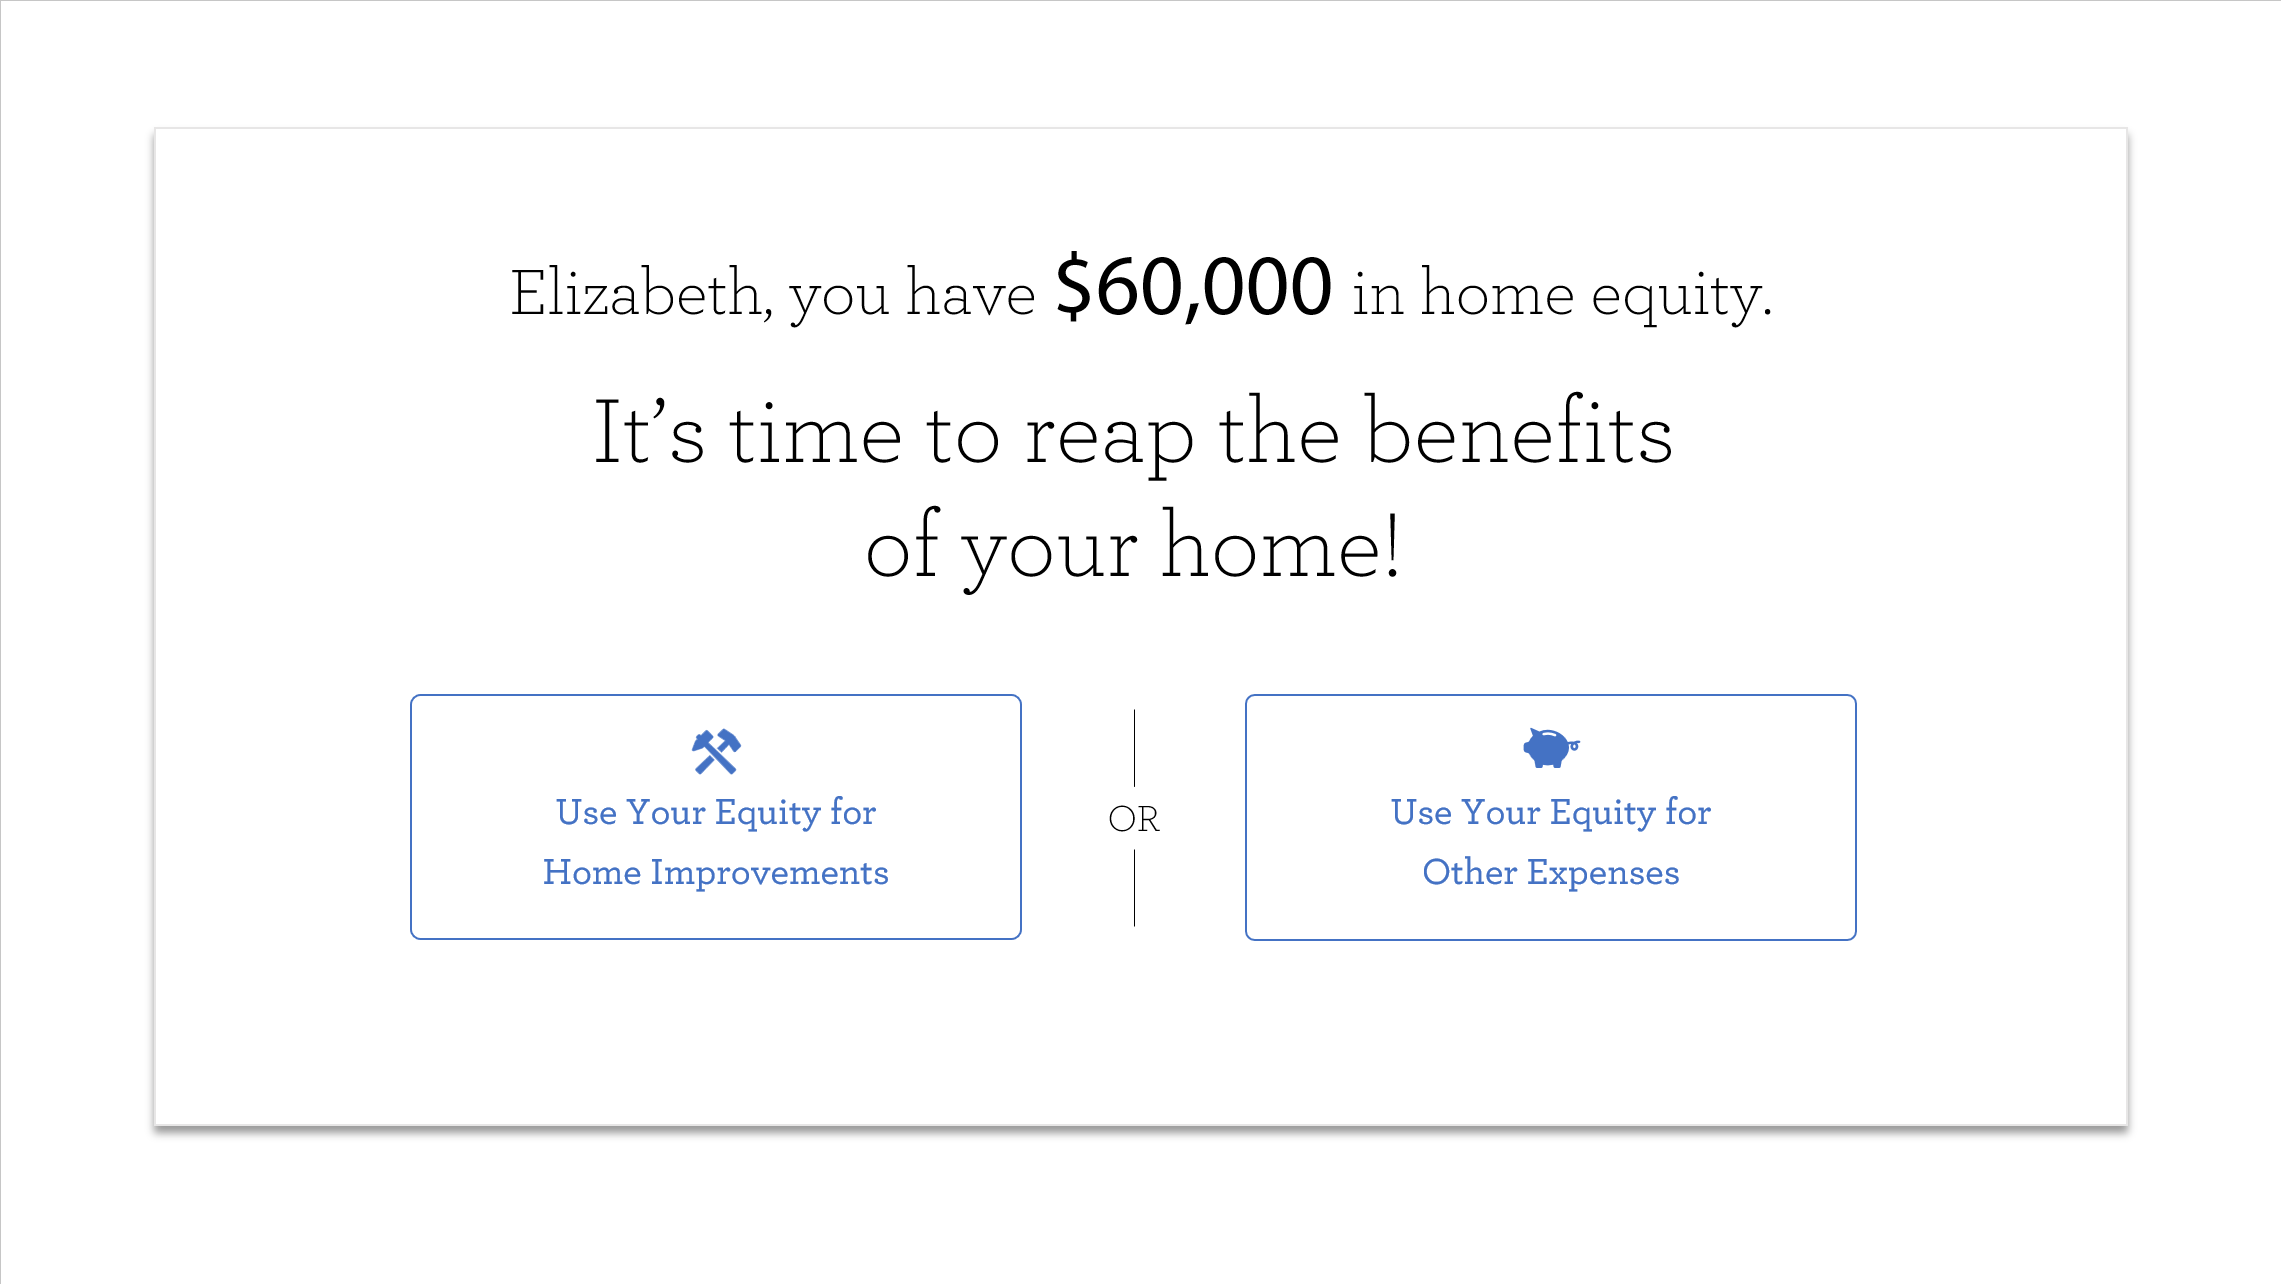 Elizabeth, you have $60,000 in home equity.
It’s time to reap the benefits
of your home!
Use Your Equity for
Home Improvements
OR
Use Your Equity for
Other Expenses